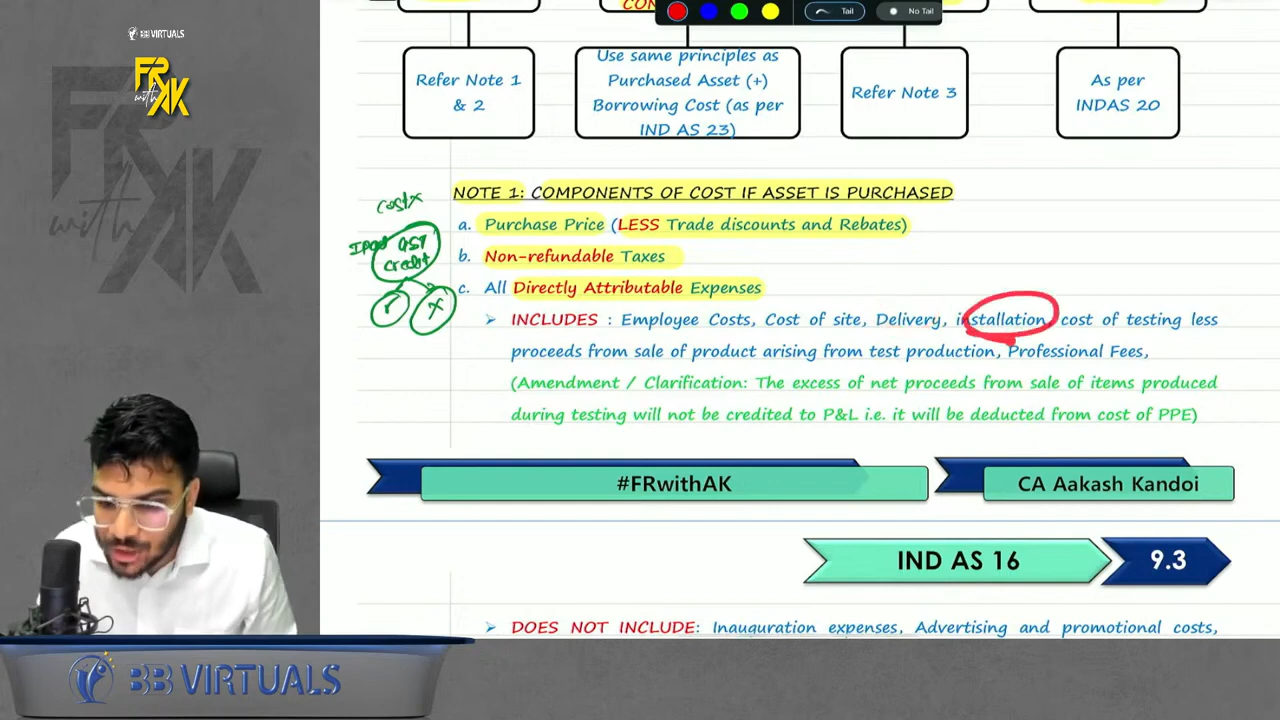 CON
Tail
No Tail
BB VIRTUALS
FR
with
AK
FR
with
AK
Refer Note 1
& 2
Use same principles as
Purchased Asset (+)
Borrowing Cost (as per
IND AS 23)
Refer Note 3
As per
INDAS 20
NOTE 1: COMPONENTS OF COST IF ASSET IS PURCHASED
a. Purchase Price (LESS Trade discounts and Rebates)
b. Non-refundable Taxes
c. All Directly Attributable Expenses
cost x
GST
credit
➢ INCLUDES : Employee Costs, Cost of site, Delivery, installation, cost of testing less
proceeds from sale of product arising from test production, Professional Fees,
(Amendment / Clarification: The excess of net proceeds from sale of items produced
during testing will not be credited to P&L i.e. it will be deducted from cost of PPE)
#FRwithAK
CA Aakash Kandoi
IND AS 16
9.3
➢ DOES NOT INCLUDE: Inauguration expenses, Advertising and promotional costs,
BB VIRTUALS